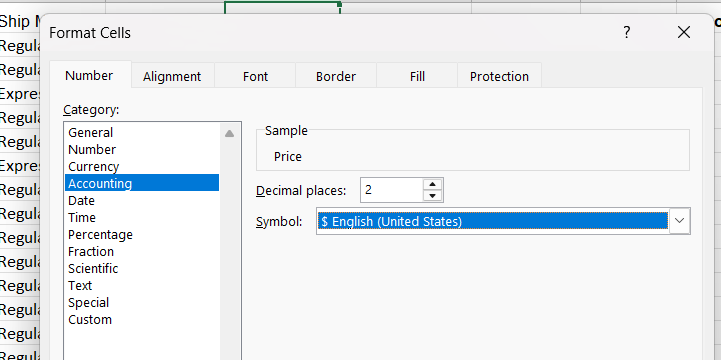 Ship M
Format Cells
?
Regula
Number Alignment Font Border Fill Protection
Regula
Expres
Category:
General
Number
Currency
Accounting
Date
Time
Percentage
Fraction
Scientific
Text
Special
Custom
Sample
Price
Decimal places: 2
Symbol: $ English (United States)
Regula
Regula
Expres
Regula
Regula
Regula
Regula
Regula
Regula
Regula
Regula